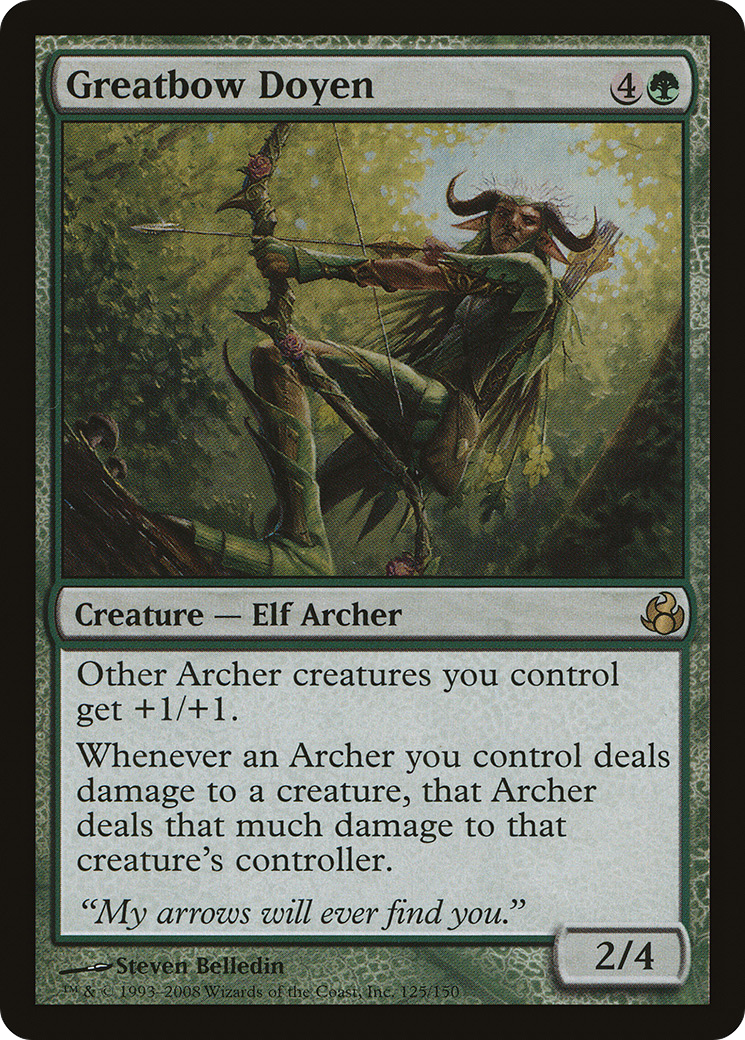 Greatbow Doyen 4
Creature — Elf Archer
Other Archer creatures you control
get +1/+1.
Whenever an Archer you control deals
damage to a creature, that Archer
deals that much damage to that
creature's controller.
“My arrows will ever find you.”
2/4
Steven Belledin
™ & © 1993–2008 Wizards of the Coast, Inc. 125/150